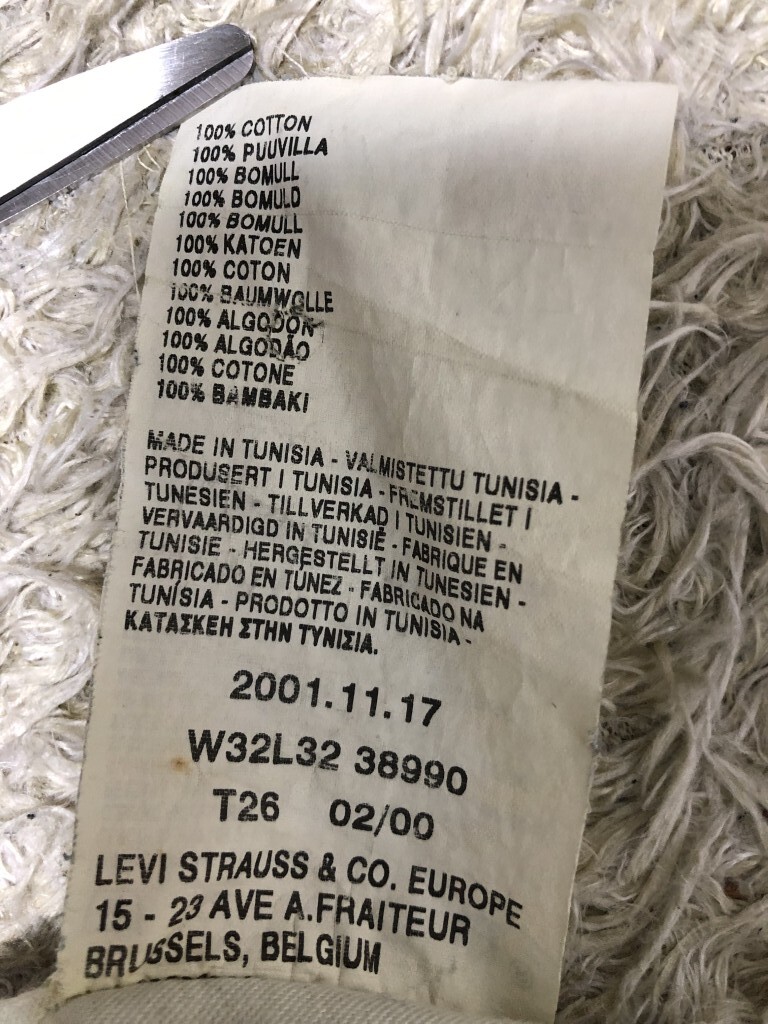 100% COTTON
100% PUUVILLA
100% BOMULL
100% BOMULD
100% BOMULL
100% KATOEN
100% COTON
100% BAUMWOLLE
100% ALGODON
100% ALGODÃO
100% COTONE
100% BAMBAKI
MADE IN TUNISIA - VALMISTETTU TUNISIA -
PRODUSERT I TUNISIA - FREMSTILLET I
TUNESIEN - TILLVERKAD I TUNISIEN -
VERVAARDIGD IN TUNISIË - FABRIQUE EN
TUNISIE - HERGESTELLT IN TUNESIEN -
FABRICADO EN TÚNEZ - FABRICADO NA
TUNÍSIA - PRODOTTO IN TUNISIA -
ΚΑΤΑΣΚΕΗ ΣΤΗΝ ΤΥΝΙΣΙΑ.
2001.11.17
W32L32 38990
T26 02/00
LEVI STRAUSS & CO. EUROPE
15 - 23 AVE A.FRAITEUR
BRUSSELS, BELGIUM